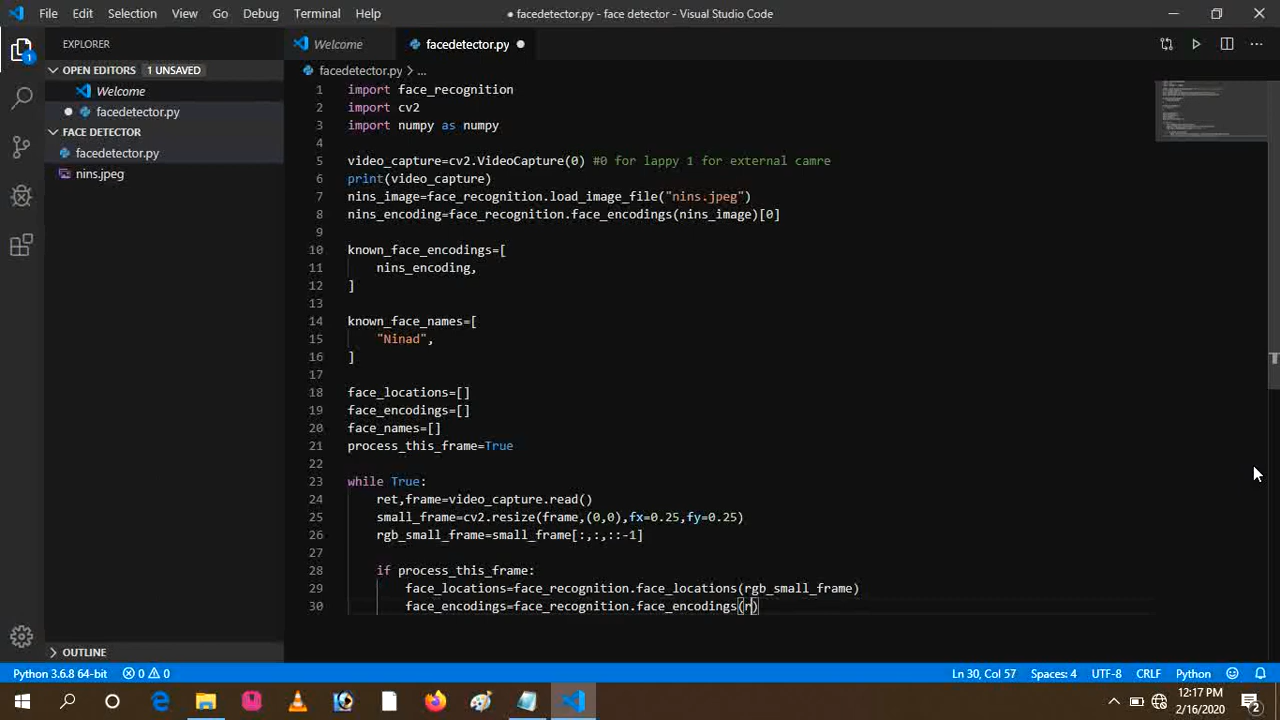 File Edit Selection View Go Debug Terminal Help
● facedetector.py - face detector - Visual Studio Code
EXPLORER
OPEN EDITORS 1 UNSAVED
Welcome
facedetector.py
FACE DETECTOR
facedetector.py
nins.jpeg
OUTLINE
Welcome
facedetector.py
facedetector.py > ...
1 import face_recognition
2 import cv2
3 import numpy as numpy
4
5 video_capture=cv2.VideoCapture(0) #0 for lappy 1 for external camre
6 print(video_capture)
7 nins_image=face_recognition.load_image_file("nins.jpeg")
8 nins_encoding=face_recognition.face_encodings(nins_image)[0]
9
10 known_face_encodings=[
11 nins_encoding,
12 ]
13
14 known_face_names=[
15 "Ninad",
16 ]
17
18 face_locations=[]
19 face_encodings=[]
20 face_names=[]
21 process_this_frame=True
22
23 while True:
24 ret,frame=video_capture.read()
25 small_frame=cv2.resize(frame,(0,0),fx=0.25,fy=0.25)
26 rgb_small_frame=small_frame[:,:,::-1]
27
28 if process_this_frame:
29 face_locations=face_recognition.face_locations(rgb_small_frame)
30 face_encodings=face_recognition.face_encodings(r)
Python 3.6.8 64-bit 0 0 Ln 30, Col 57 Spaces: 4 UTF-8 CRLF Python
12:17 PM
2/16/2020